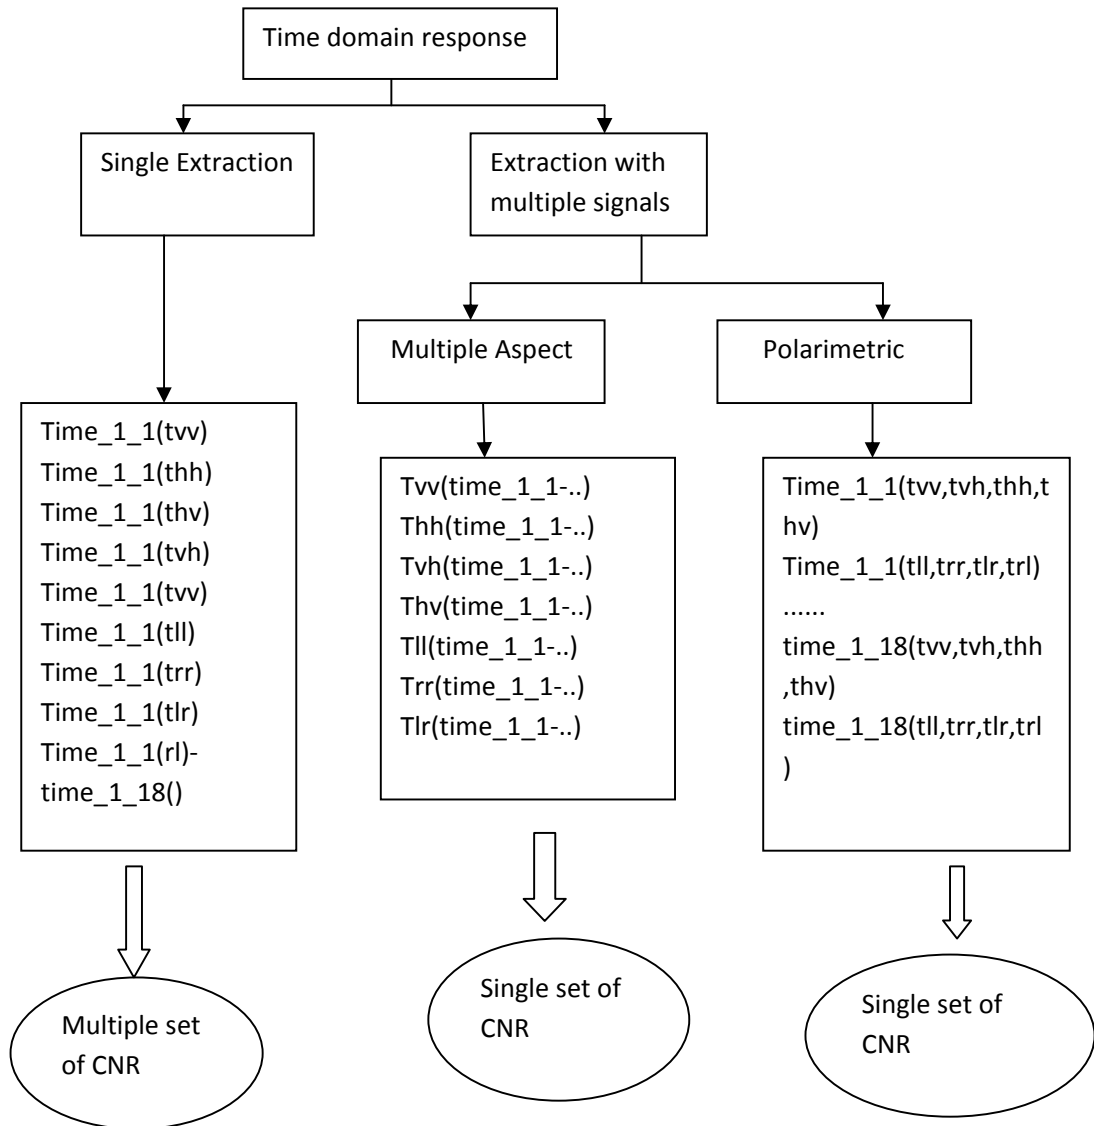 Time domain response
Single Extraction
Extraction with
multiple signals
Multiple Aspect
Polarimetric
Time_1_1(tvv)
Time_1_1(thh)
Time_1_1(thv)
Time_1_1(tvh)
Time_1_1(tvv)
Time_1_1(tll)
Time_1_1(trr)
Time_1_1(tlr)
Time_1_1(rl)-
time_1_18()
Tvv(time_1_1-..)
Thh(time_1_1-..)
Tvh(time_1_1-..)
Thv(time_1_1-..)
Tll(time_1_1-..)
Trr(time_1_1-..)
Tlr(time_1_1-..)
Time_1_1(tvv,tvh,thh,t
hv)
Time_1_1(tll,trr,tlr,trl)
......
time_1_18(tvv,tvh,thh
,thv)
time_1_18(tll,trr,tlr,trl
)
Multiple set
of CNR
Single set of
CNR
Single set of
CNR